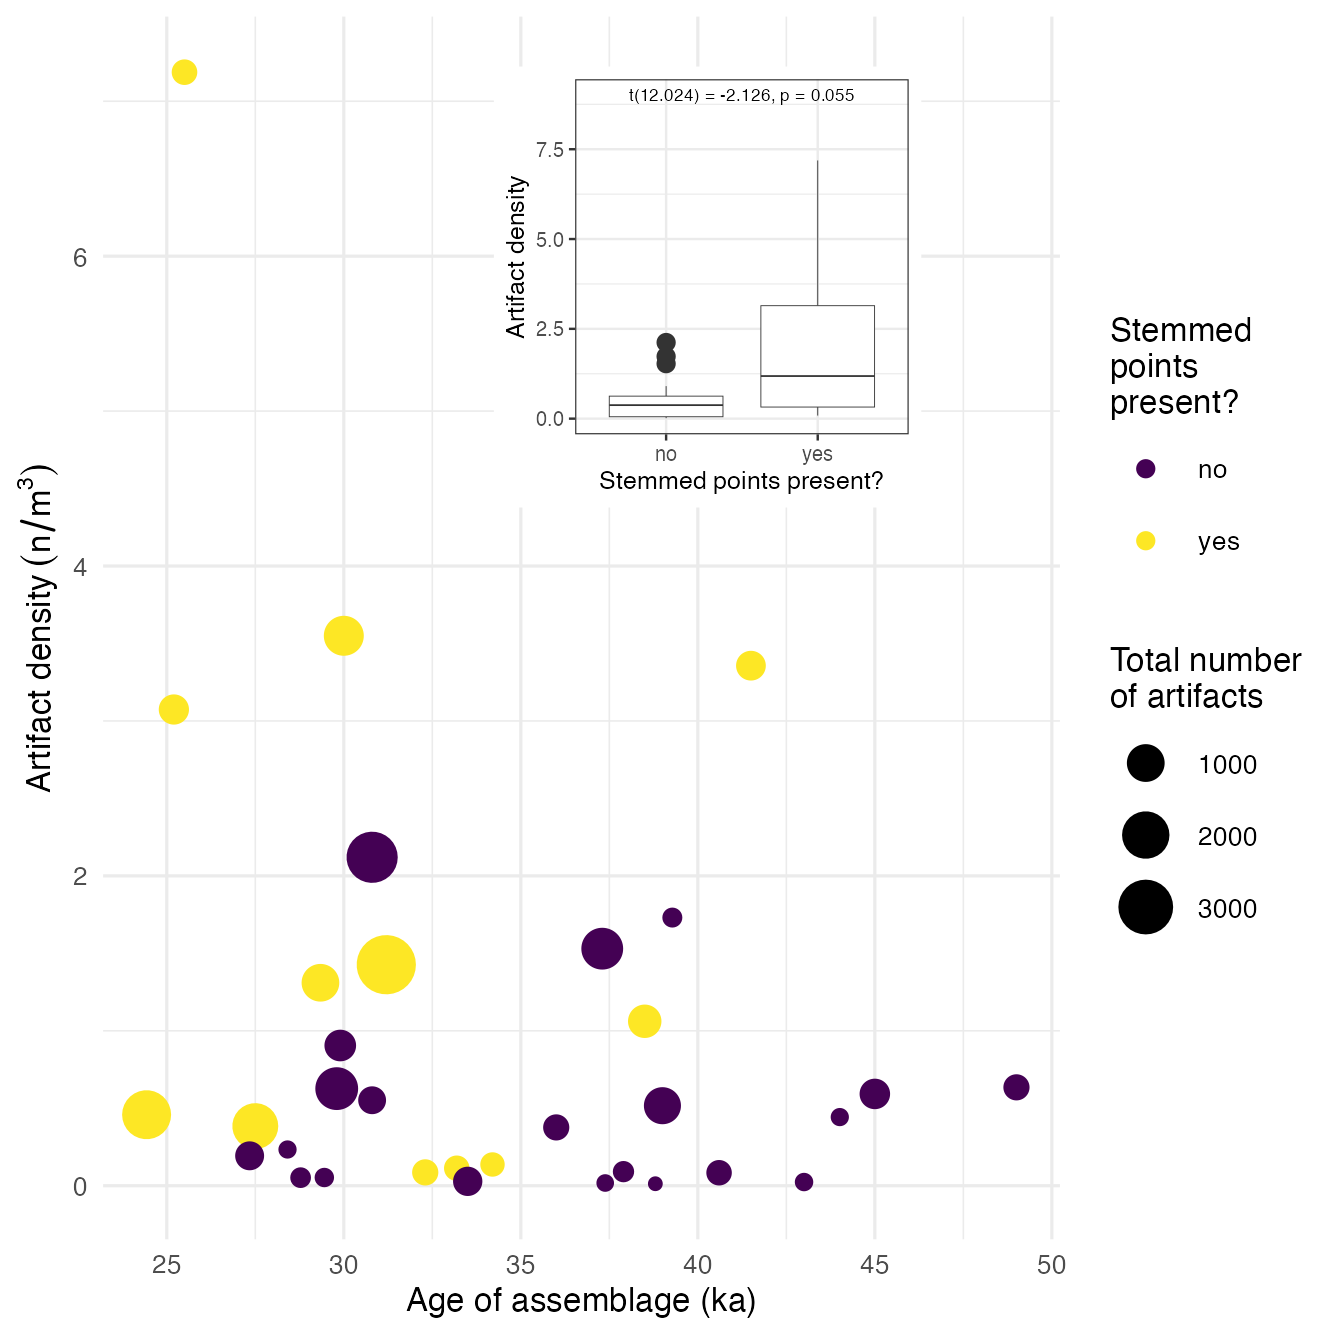 6
4
2
0
Artifact density (n/m³)
25 30 35 40 45 50
Age of assemblage (ka)
t(12.024) = -2.126, p = 0.055
7.5
5.0
2.5
0.0
Artifact density
no yes
Stemmed points present?
Stemmed
points
present?
no
yes
Total number
of artifacts
1000
2000
3000